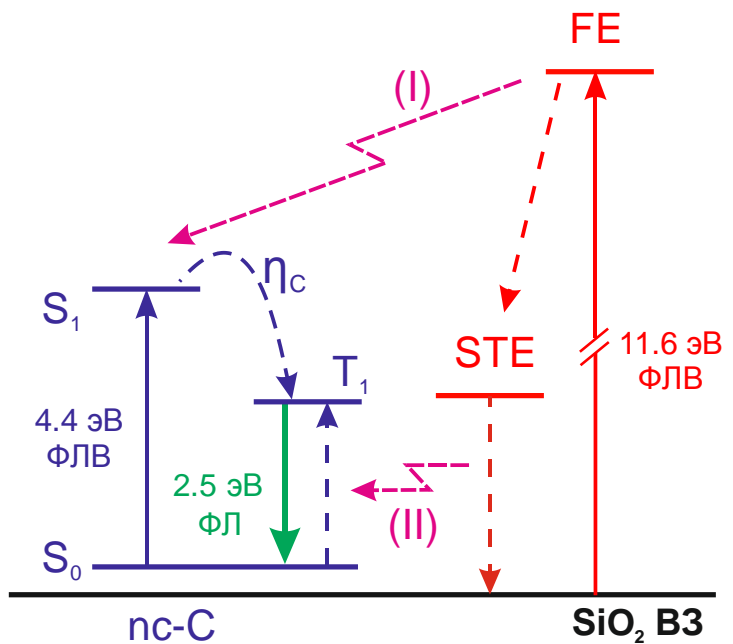 FE
(I)
η_C
S₁
STE
T₁
11.6 эВ
ФЛВ
4.4 эВ
ФЛВ
2.5 эВ
ФЛ
(II)
S₀
nc-C
SiO₂ ВЗ